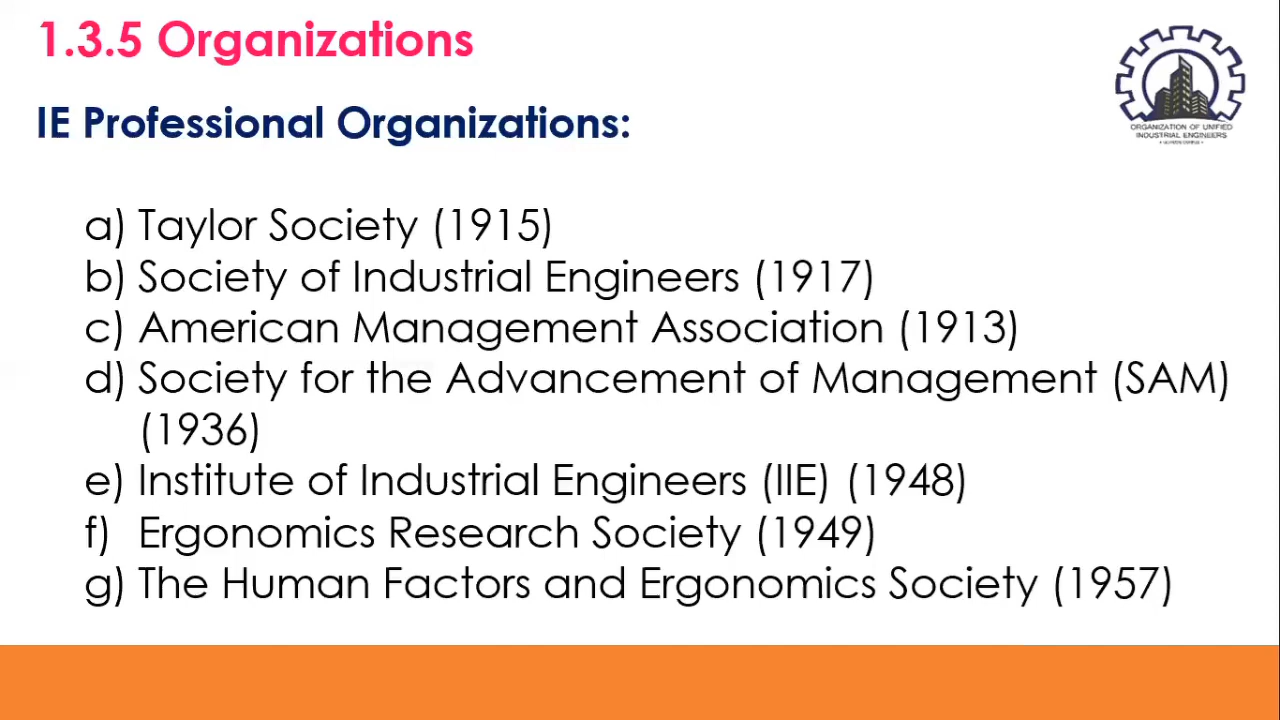 1.3.5 Organizations
ORGANIZATION OF UNIFIED
INDUSTRIAL ENGINEERS
IE Professional Organizations:
a) Taylor Society (1915)
b) Society of Industrial Engineers (1917)
c) American Management Association (1913)
d) Society for the Advancement of Management (SAM)
(1936)
e) Institute of Industrial Engineers (IIE) (1948)
f) Ergonomics Research Society (1949)
g) The Human Factors and Ergonomics Society (1957)